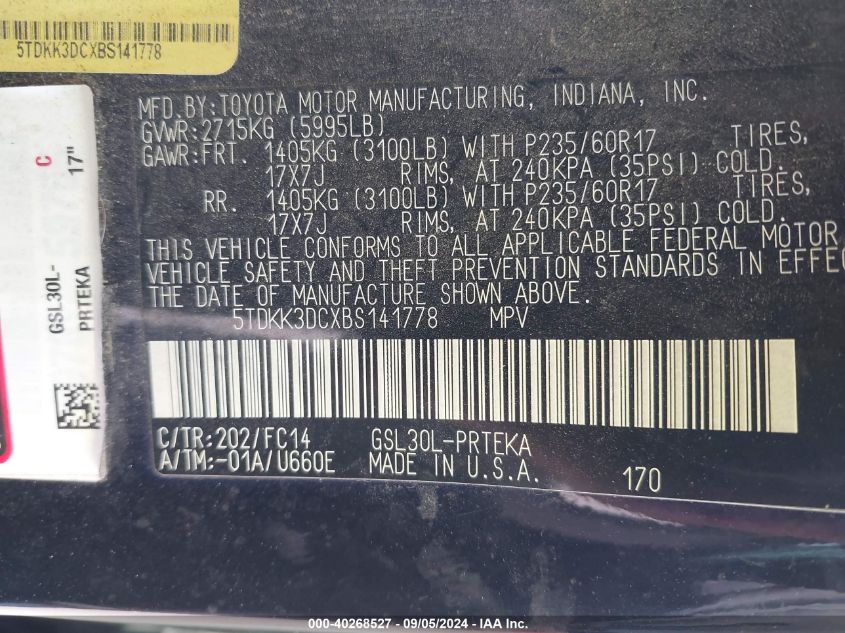 5TDKK3DCXBS141778
MFD.BY:TOYOTA MOTOR MANUFACTURING, INDIANA, INC.
GVWR:2715KG (5995LB)
GAWR:FRT. 1405KG (3100LB) WITH P235/60R17 TIRES,
17X7J RIMS, AT 240KPA (35PSI) COLD.
RR. 1405KG (3100LB) WITH P235/60R17 TIRES,
17X7J RIMS, AT 240KPA (35PSI) COLD.
THIS VEHICLE CONFORMS TO ALL APPLICABLE FEDERAL MOTOR
VEHICLE SAFETY AND THEFT PREVENTION STANDARDS IN EFFEC
THE DATE OF MANUFACTURE SHOWN ABOVE.
5TDKK3DCXBS141778 MPV
C/TR:202/FC14 GSL30L-PRTEKA
A/TM:-01A/U660E MADE IN U.S.A.
170
C
17"
GSL30L-
PRTEKA
000-40268527 - 09/05/2024 - IAA Inc.